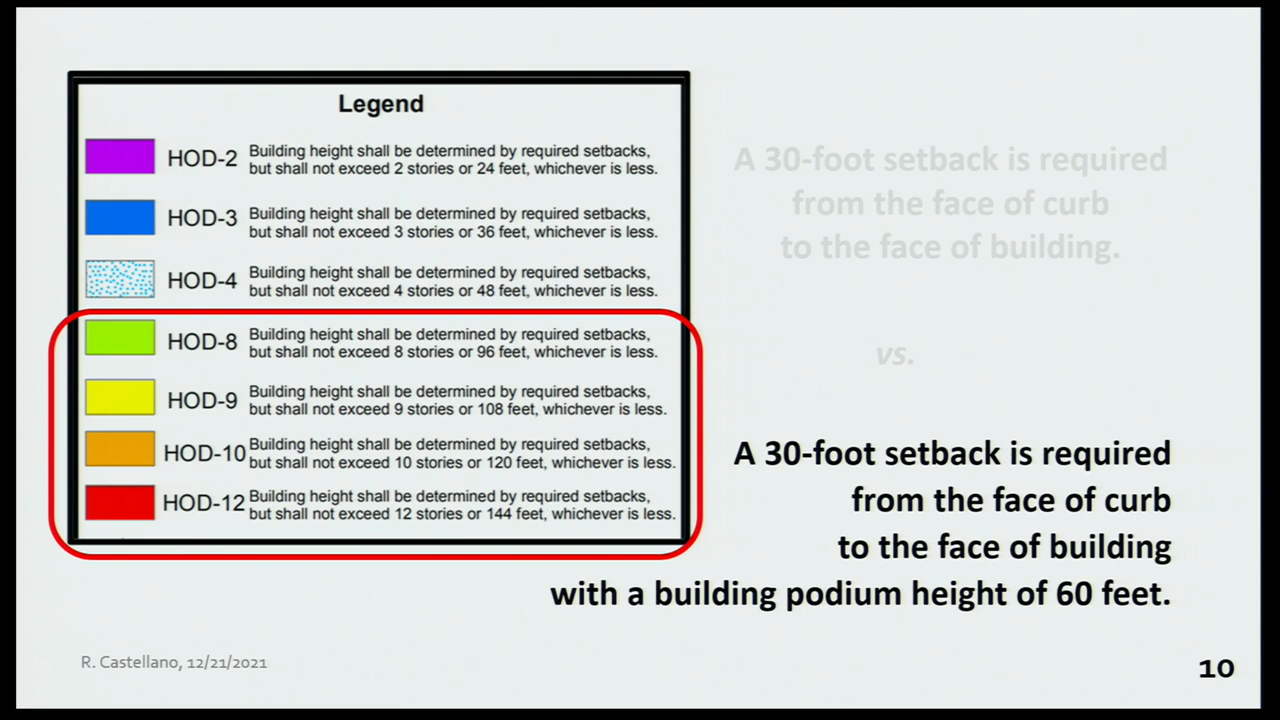 Legend
HOD-2 Building height shall be determined by required setbacks,
but shall not exceed 2 stories or 24 feet, whichever is less.
HOD-3 Building height shall be determined by required setbacks,
but shall not exceed 3 stories or 36 feet, whichever is less.
HOD-4 Building height shall be determined by required setbacks,
but shall not exceed 4 stories or 48 feet, whichever is less.
HOD-8 Building height shall be determined by required setbacks,
but shall not exceed 8 stories or 96 feet, whichever is less.
HOD-9 Building height shall be determined by required setbacks,
but shall not exceed 9 stories or 108 feet, whichever is less.
HOD-10 Building height shall be determined by required setbacks,
but shall not exceed 10 stories or 120 feet, whichever is less.
HOD-12 Building height shall be determined by required setbacks,
but shall not exceed 12 stories or 144 feet, whichever is less.
A 30-foot setback is required
from the face of curb
to the face of building.
vs.
A 30-foot setback is required
from the face of curb
to the face of building
with a building podium height of 60 feet.
R. Castellano, 12/21/2021
10